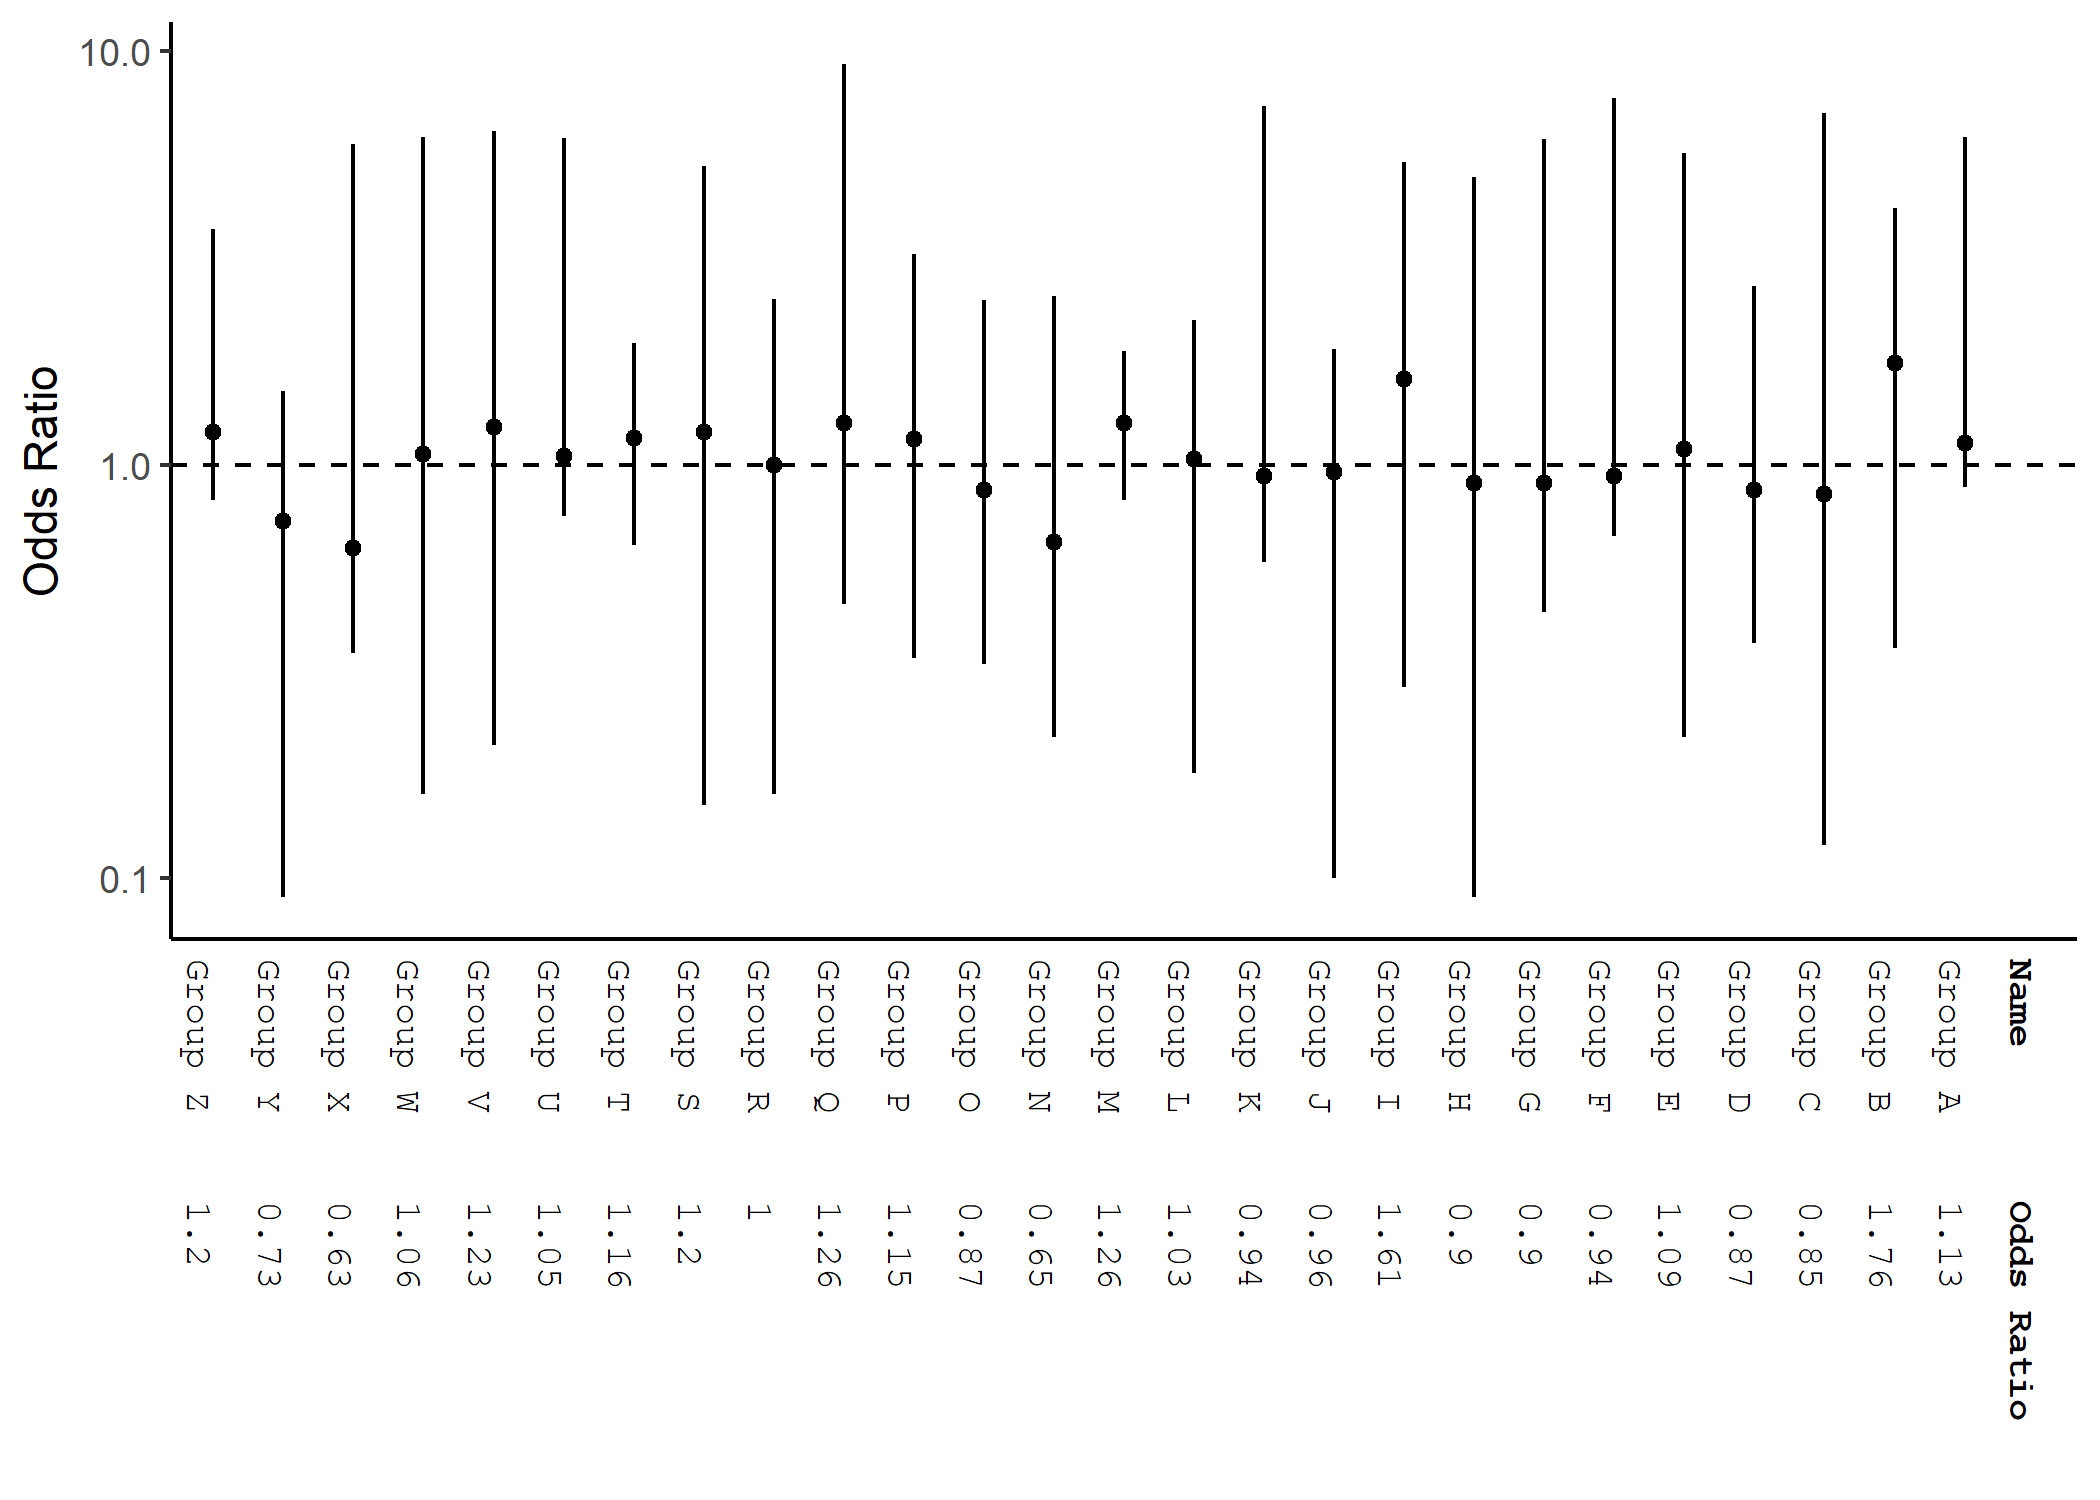 Odds Ratio
10.0
1.0
0.1
Name Odds Ratio
Group A 1.13
Group B 1.76
Group C 0.85
Group D 0.87
Group E 1.09
Group F 0.94
Group G 0.9
Group H 0.9
Group I 1.61
Group J 0.96
Group K 0.94
Group L 1.03
Group M 1.26
Group N 0.65
Group O 0.87
Group P 1.15
Group Q 1.26
Group R 1
Group S 1.2
Group T 1.16
Group U 1.05
Group V 1.23
Group W 1.06
Group X 0.63
Group Y 0.73
Group Z 1.2